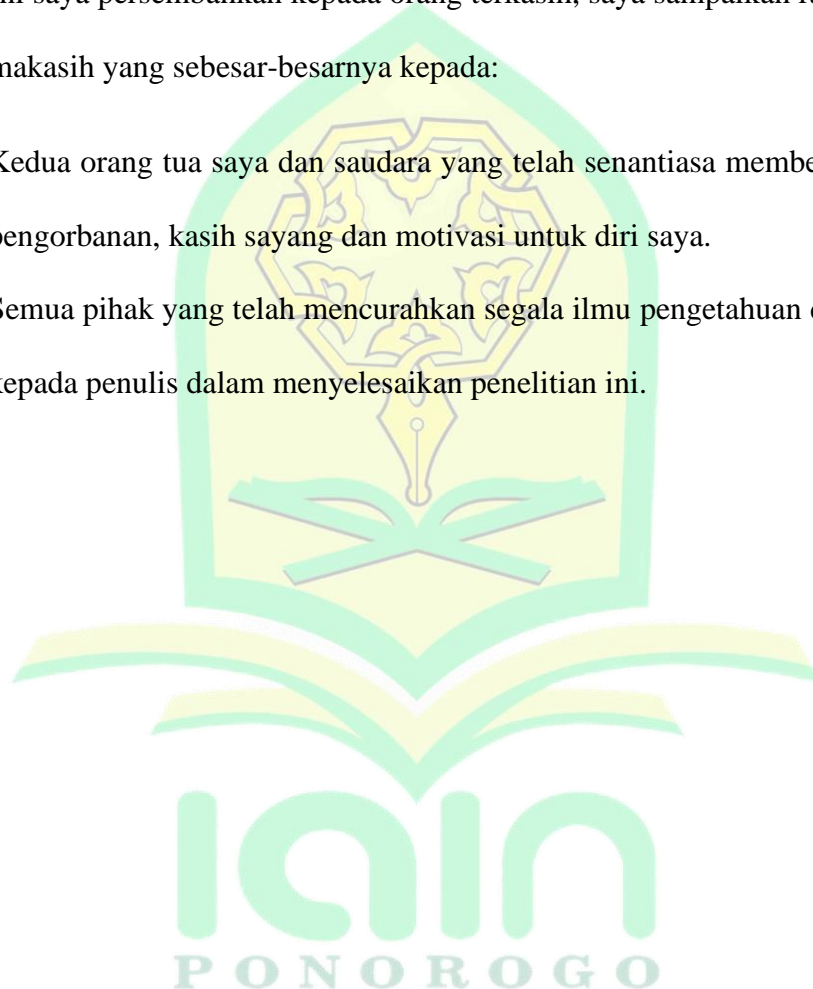 ini saya persembahkan kepada orang terkasih, saya sampaikan
makasih yang sebesar-besarnya kepada:
Kedua orang tua saya dan saudara yang telah senantiasa
pengorbanan, kasih sayang dan motivasi untuk diri saya.
Semua pihak yang telah mencurahkan segala ilmu pengetahuan
kepada penulis dalam menyelesaikan penelitian ini.
iain
PONOROGO